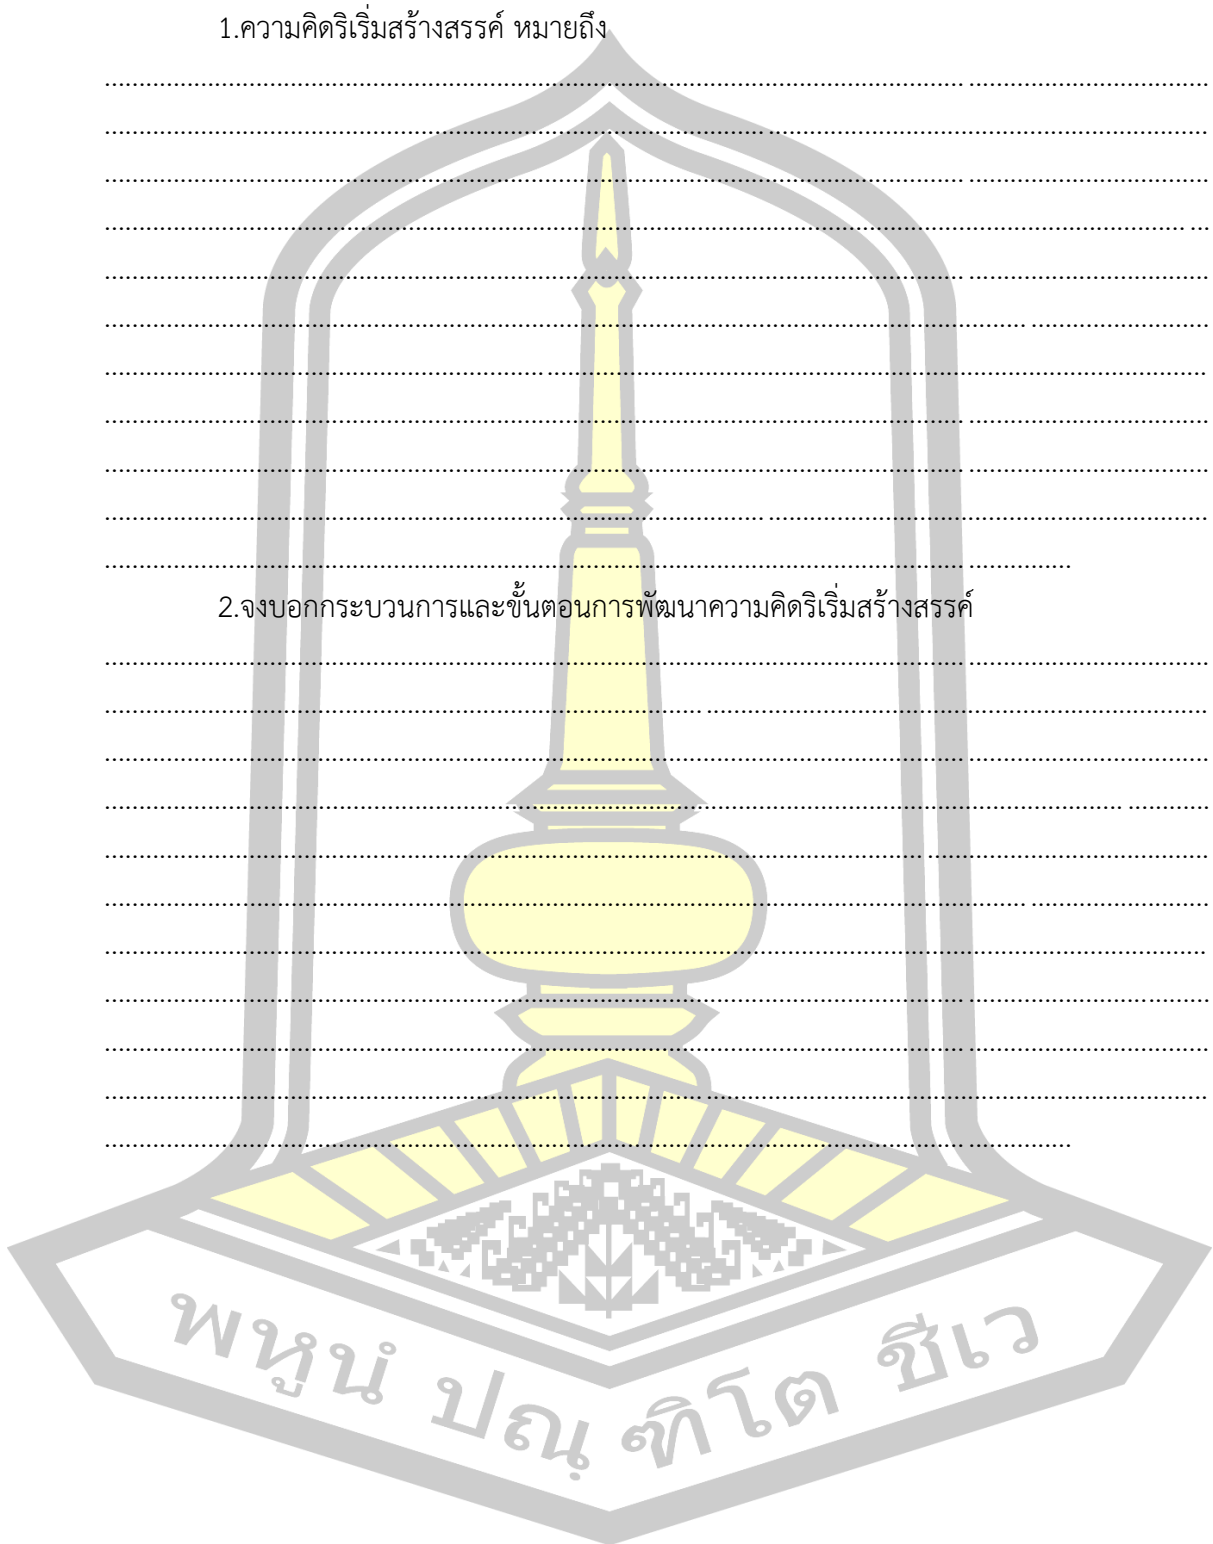 1.ความคิดริเริ่มสร้างสรรค์ หมายถึง
2.จงบอกกระบวนการและขั้นตอนการพัฒนาความคิดริเริ่มสร้างสรรค์
พหูนํ ปณฺ ฑิโต ชีเว